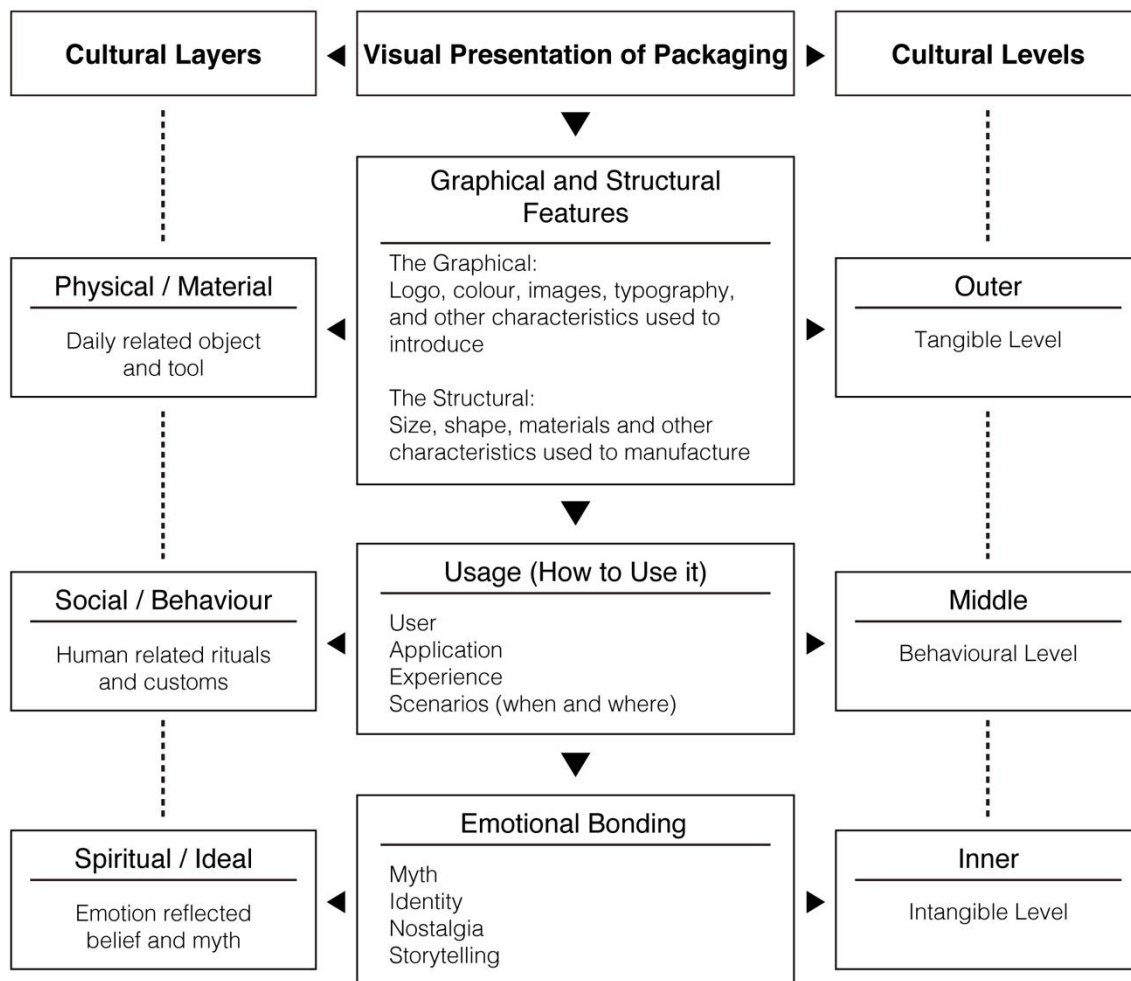 Cultural Layers
Visual Presentation of Packaging
Cultural Levels
Graphical and Structural
Features
The Graphical:
Logo, colour, images, typography,
and other characteristics used to
introduce
The Structural:
Size, shape, materials and other
characteristics used to manufacture
Physical / Material
Daily related object
and tool
Outer
Tangible Level
Usage (How to Use it)
User
Application
Experience
Scenarios (when and where)
Social / Behaviour
Human related rituals
and customs
Middle
Behavioural Level
Emotional Bonding
Myth
Identity
Nostalgia
Storytelling
Spiritual / Ideal
Emotion reflected
belief and myth
Inner
Intangible Level